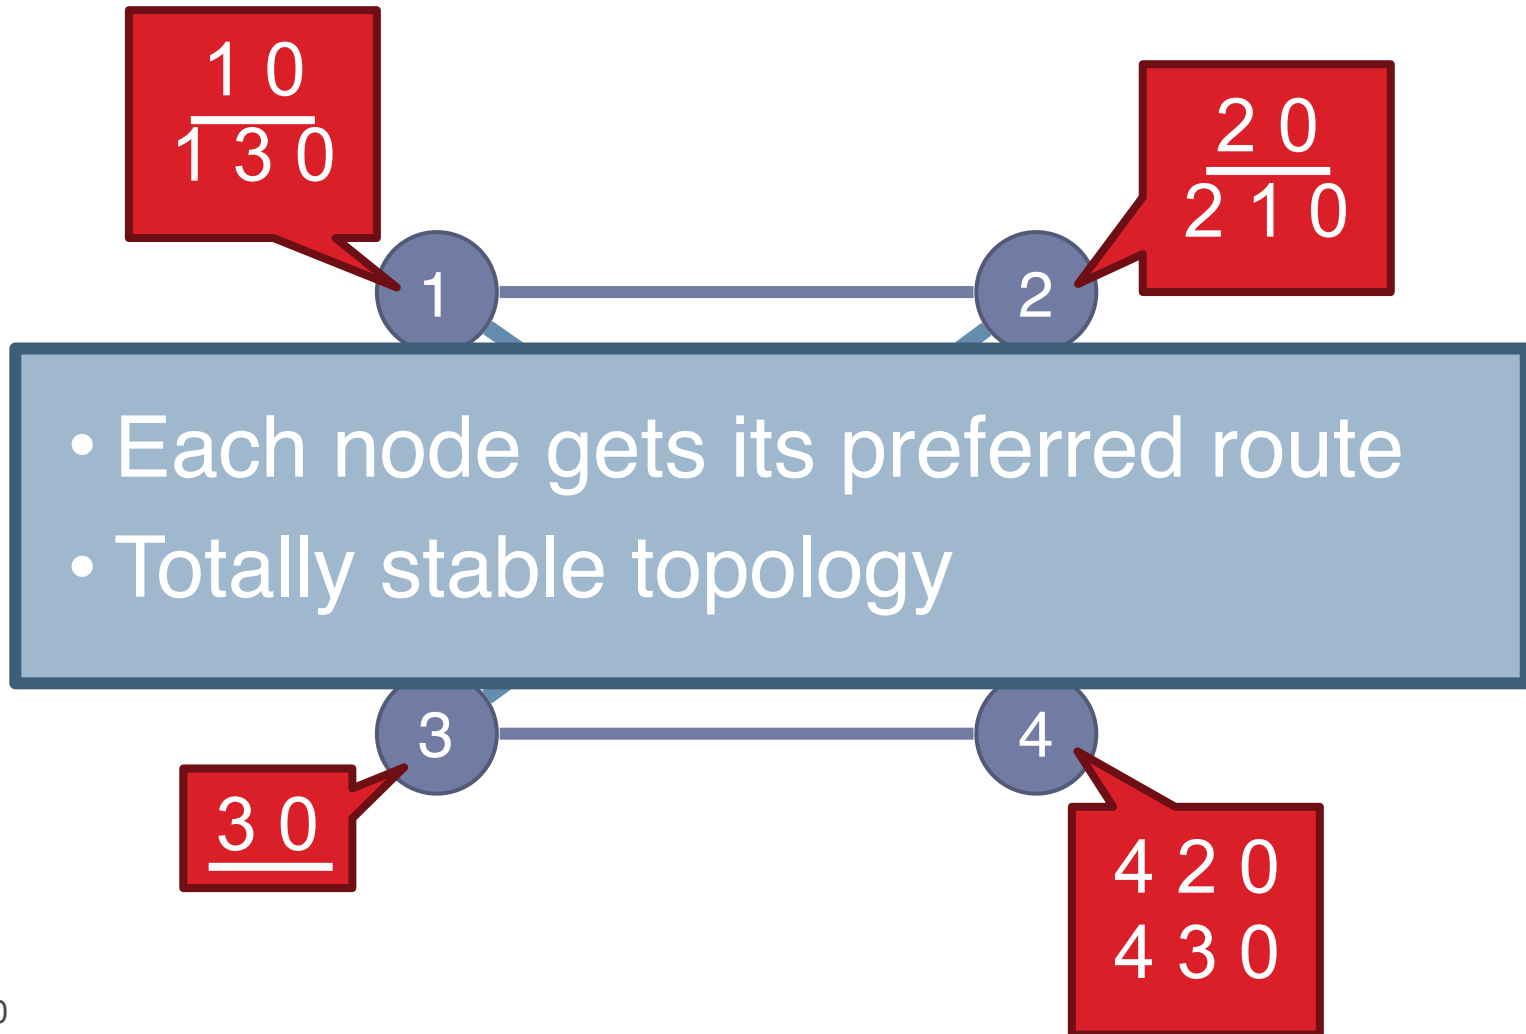 1 0
1 3 0
2 0
2 1 0
1
2
• Each node gets its preferred route
• Totally stable topology
3
4
3 0
4 2 0
4 3 0